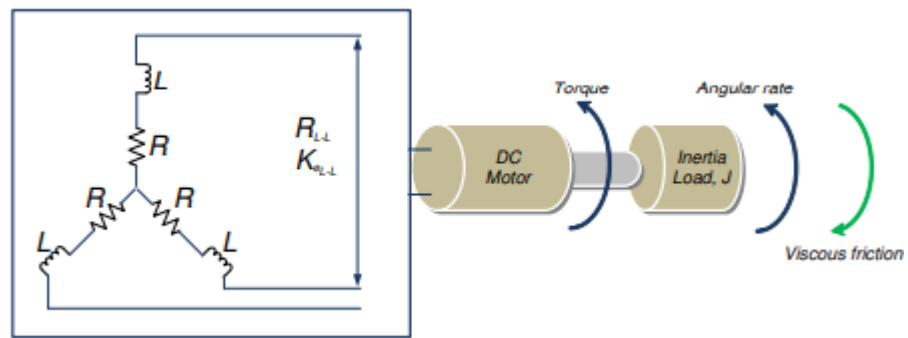 L
R
R
R
L
L
R_{L-L}
K_{e_{L-L}}
DC
Motor
Torque
Angular rate
Inertia
Load, J
Viscous friction